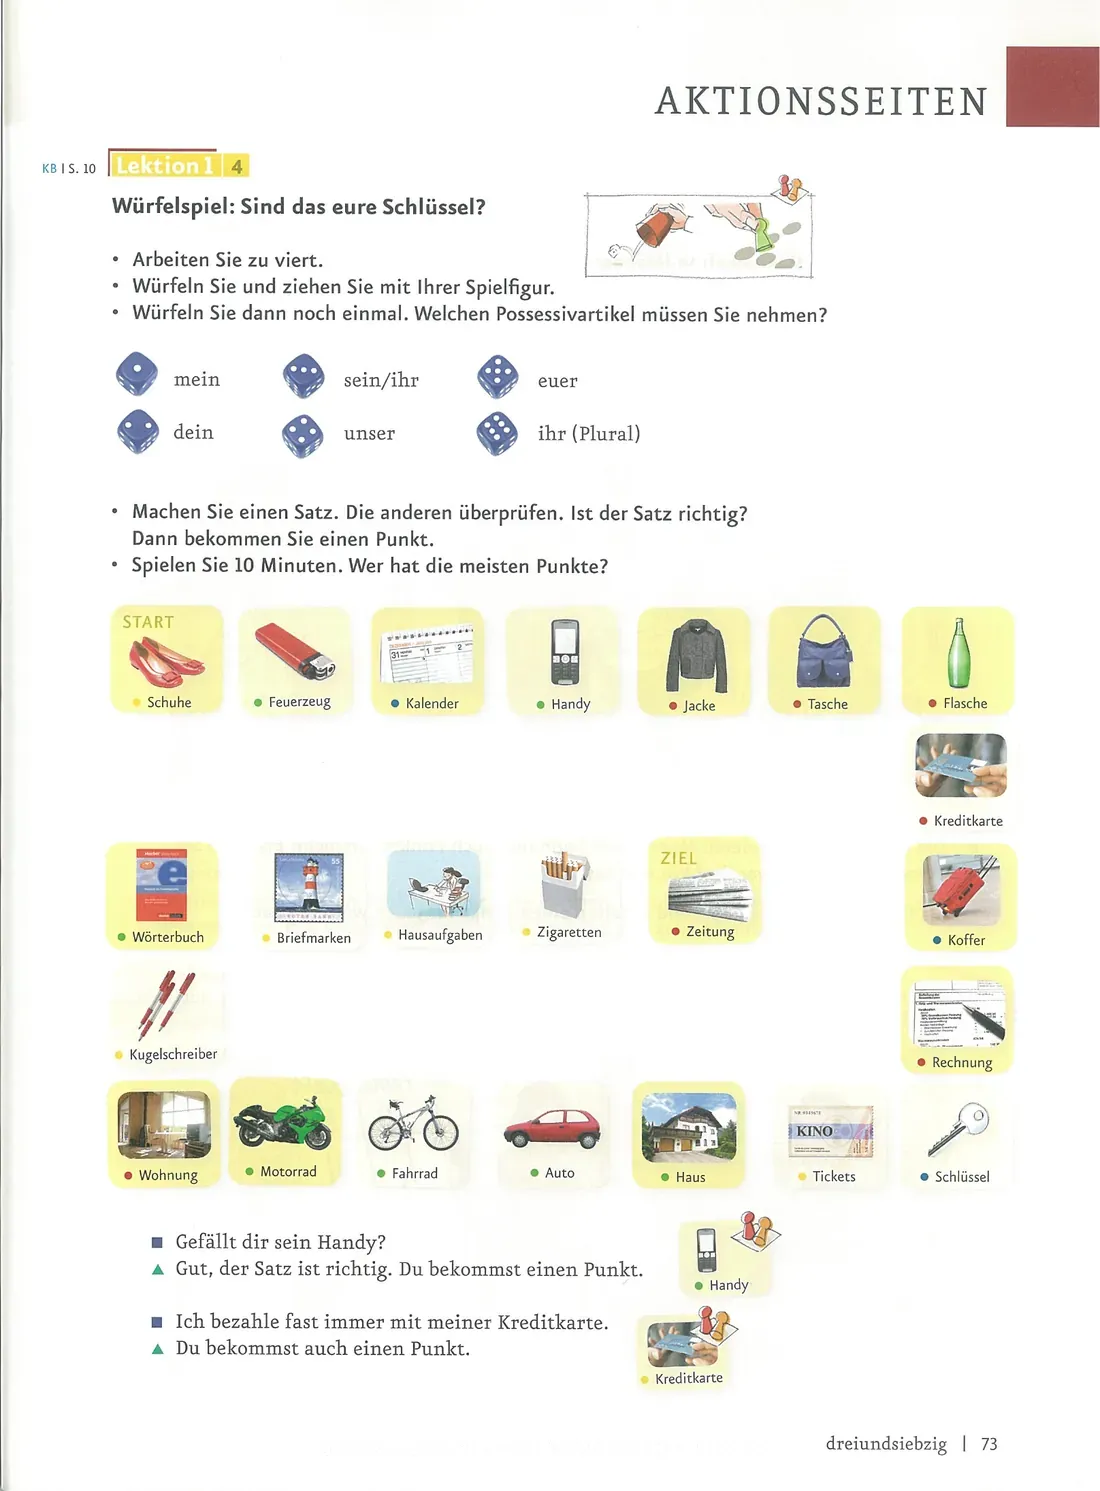 AKTIONSSEITEN
KB | S. 10 Lektion 1 4
Würfelspiel: Sind das eure Schlüssel?
• Arbeiten Sie zu viert.
• Würfeln Sie und ziehen Sie mit Ihrer Spielfigur.
• Würfeln Sie dann noch einmal. Welchen Possessivartikel müssen Sie nehmen?
mein sein/ihr euer
dein unser ihr (Plural)
• Machen Sie einen Satz. Die anderen überprüfen. Ist der Satz richtig?
Dann bekommen Sie einen Punkt.
• Spielen Sie 10 Minuten. Wer hat die meisten Punkte?
START
31 1 2
Schuhe Feuerzeug Kalender Handy Jacke Tasche Flasche
Kreditkarte
ZIEL
e 55
Wörterbuch Briefmarken Hausaufgaben Zigaretten Zeitung Koffer
Kugelschreiber Rechnung
KINO
Wohnung Motorrad Fahrrad Auto Haus Tickets Schlüssel
■ Gefällt dir sein Handy?
▲ Gut, der Satz ist richtig. Du bekommst einen Punkt.
Handy
■ Ich bezahle fast immer mit meiner Kreditkarte.
▲ Du bekommst auch einen Punkt.
Kreditkarte
dreiundsiebzig | 73